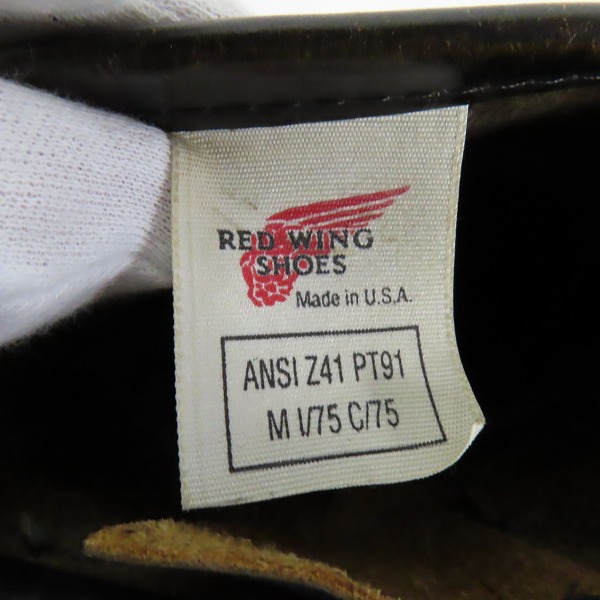 RED WING
SHOES
Made in U.S.A.
ANSI Z41 PT91
M I/75 C/75